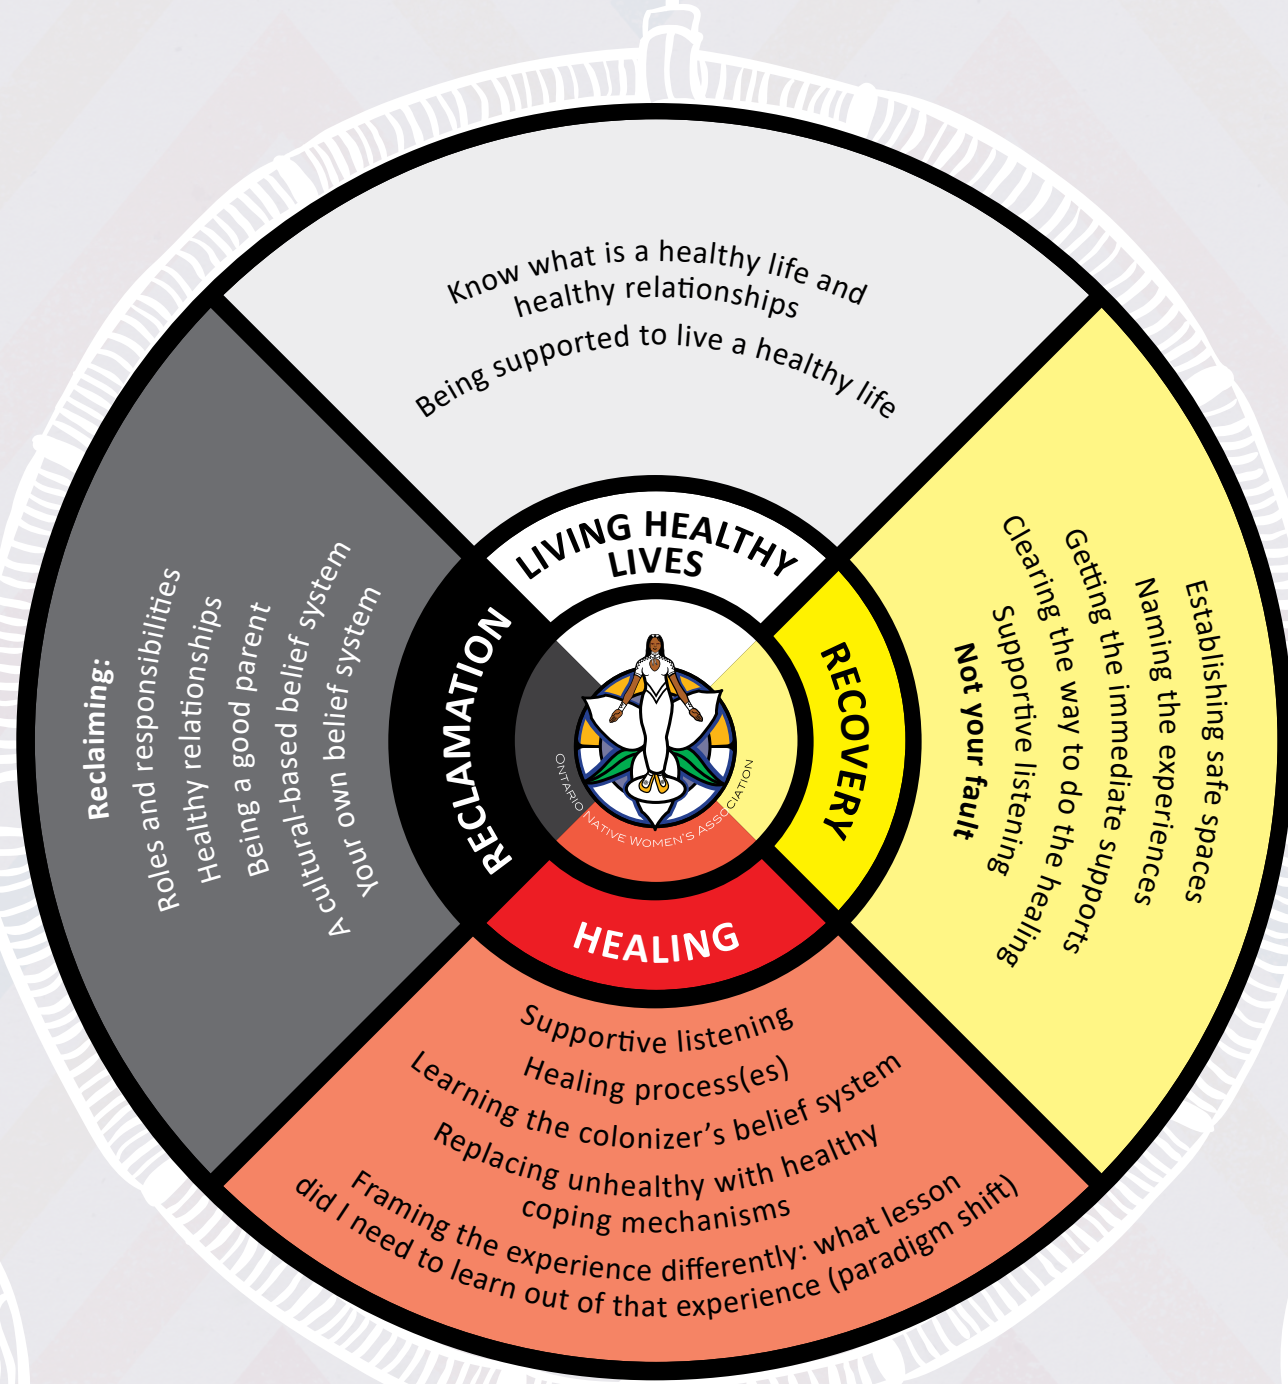 Know what is a healthy life and
healthy relationships
Being supported to live a healthy life
LIVING HEALTHY
LIVES
RECOVERY
Establishing safe spaces
Naming the experiences
Getting the immediate supports
Clearing the way to do the healing
Supportive listening
Not your fault
HEALING
Supportive listening
Healing process(es)
Learning the colonizer's belief system
Replacing unhealthy with healthy
coping mechanisms
Framing the experience differently: what lesson
did I need to learn out of that experience (paradigm shift)
RECLAMATION
Reclaiming:
Roles and responsibilities
Healthy relationships
Being a good parent
A cultural-based belief system
your own belief system
ONTARIO NATIVE WOMEN'S ASSOCIATION